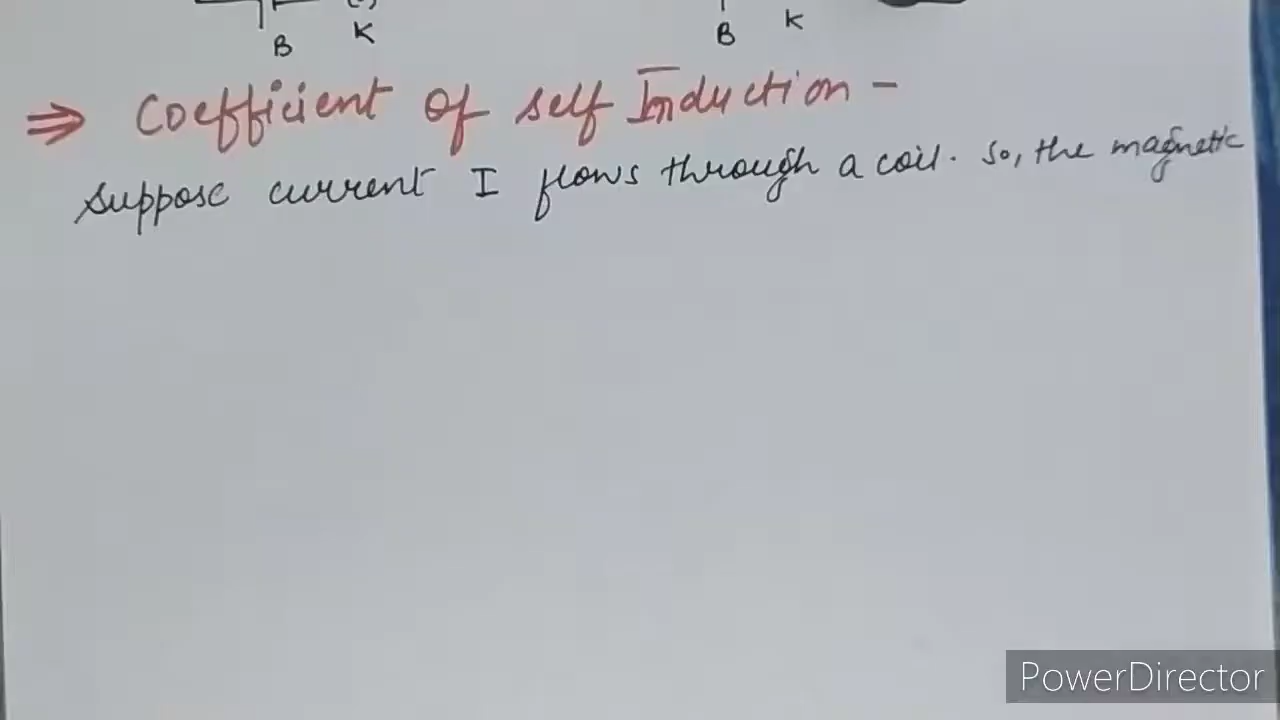 B K B K
⇒ Coefficient Of self Induction -
suppose current I flows through a coil. so, the magnetic
PowerDirector